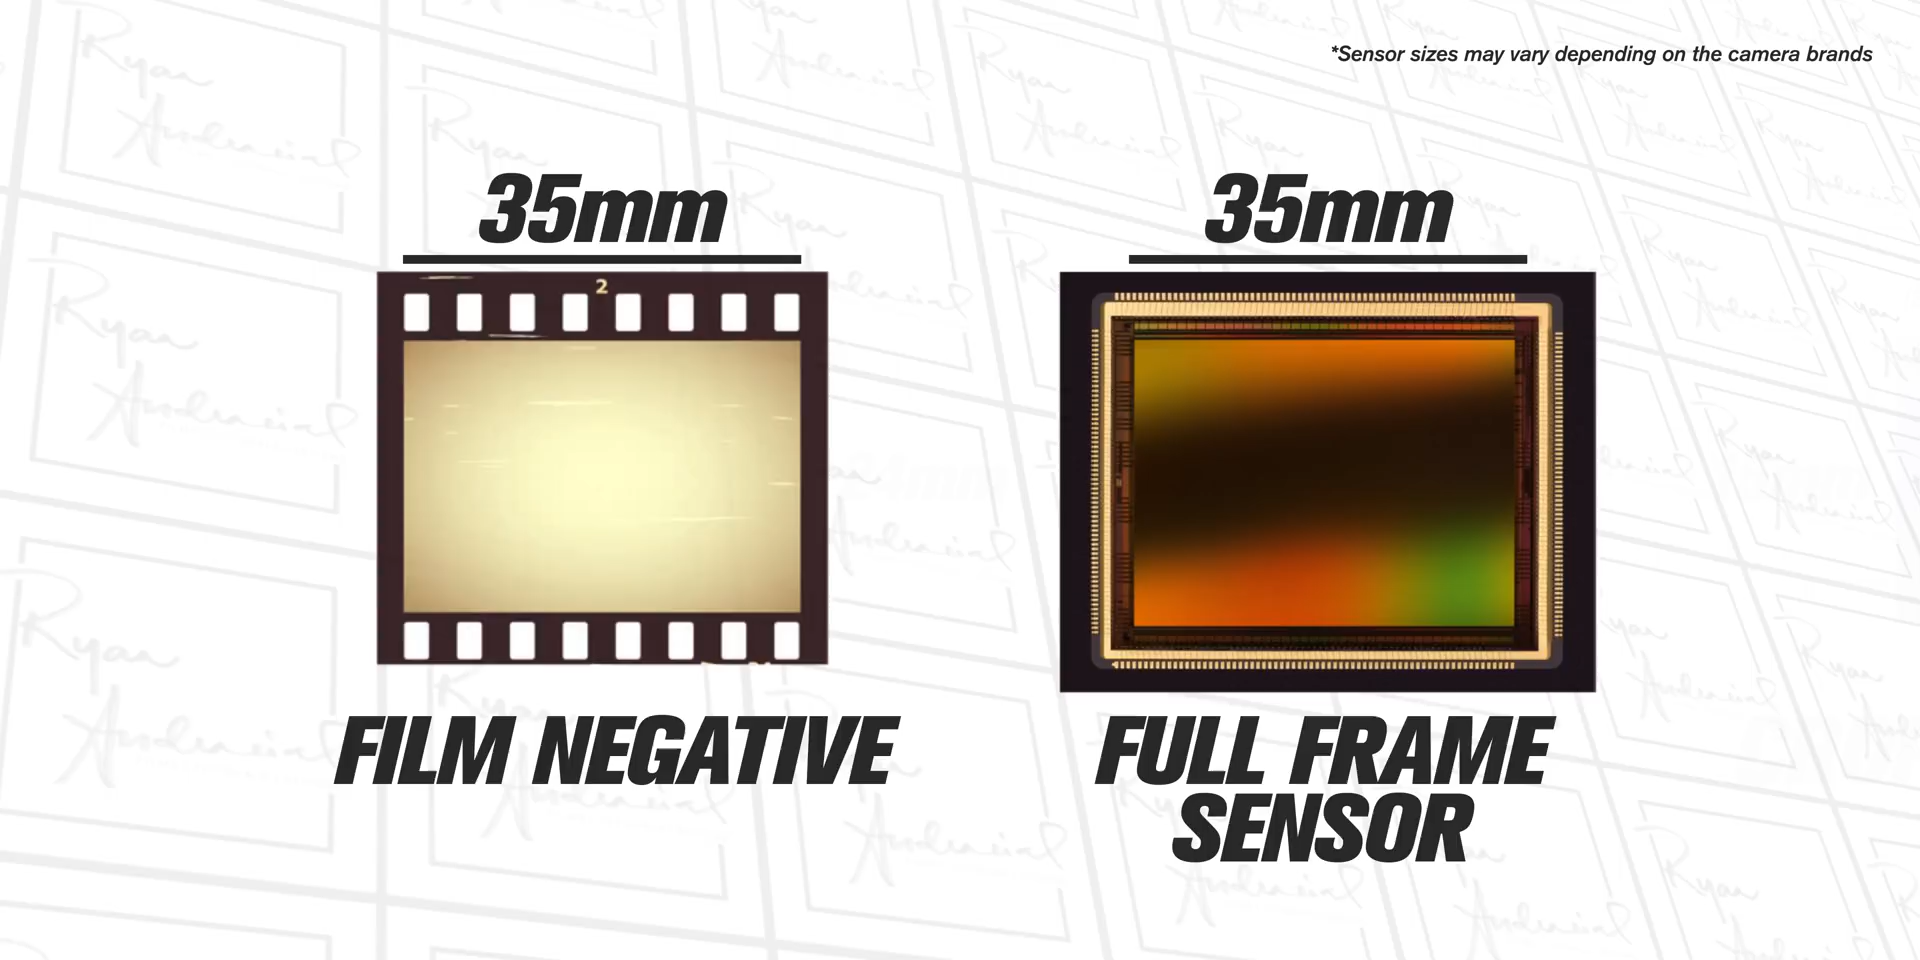 *Sensor sizes may vary depending on the camera brands
35mm
35mm
2
FILM NEGATIVE
FULL FRAME
SENSOR